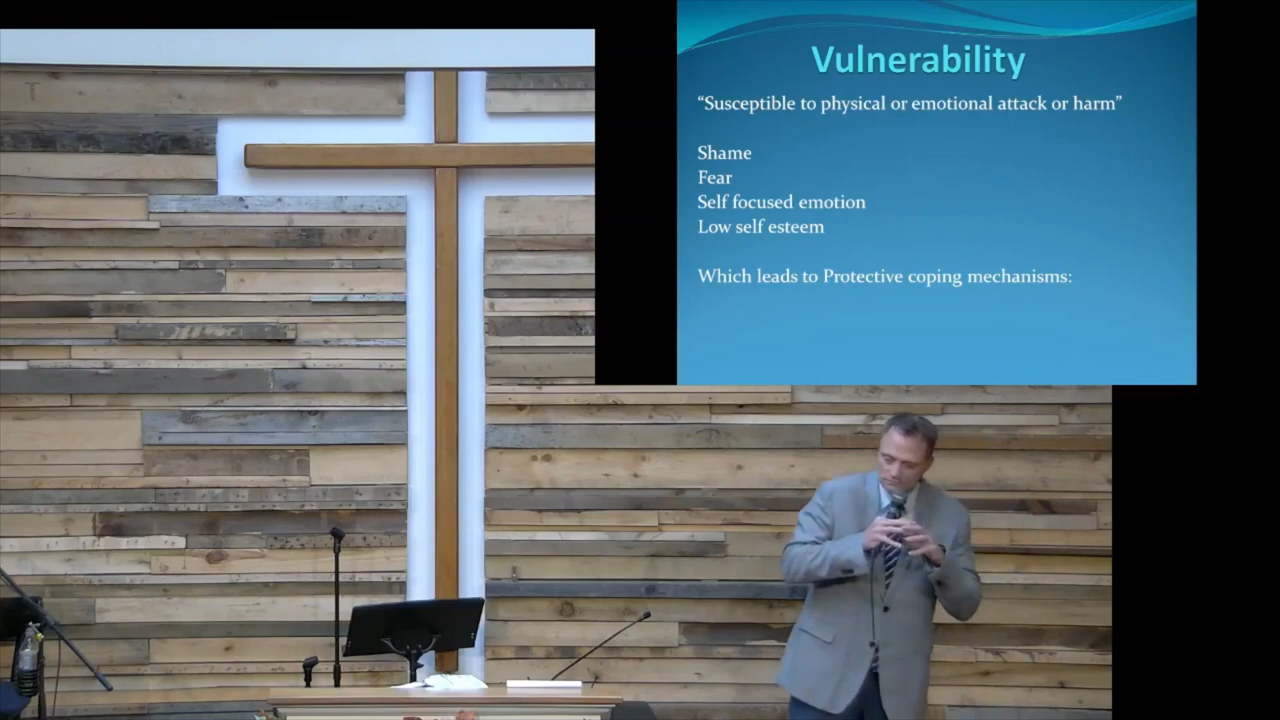 Vulnerability
“Susceptible to physical or emotional attack or harm”
Shame
Fear
Self focused emotion
Low self esteem
Which leads to Protective coping mechanisms: